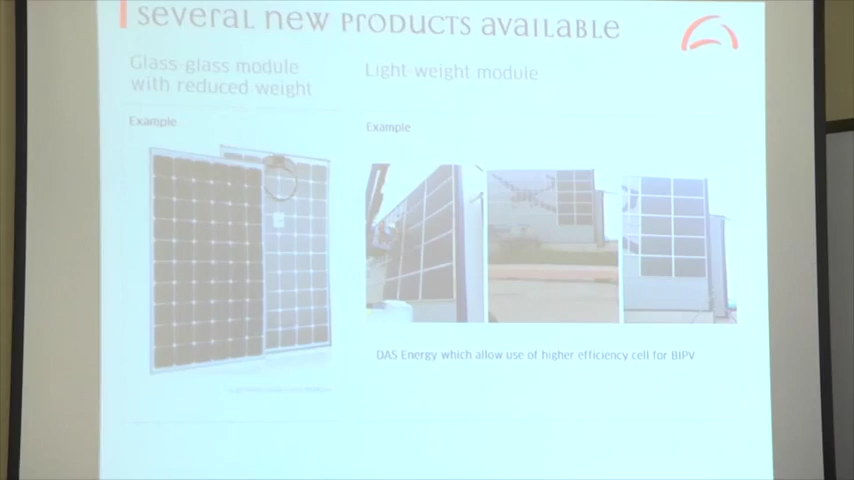 several new products available
Glass-glass module
with reduced weight
Light-weight module
Example
Example
DAS Energy which allow use of higher efficiency cell for BIPV